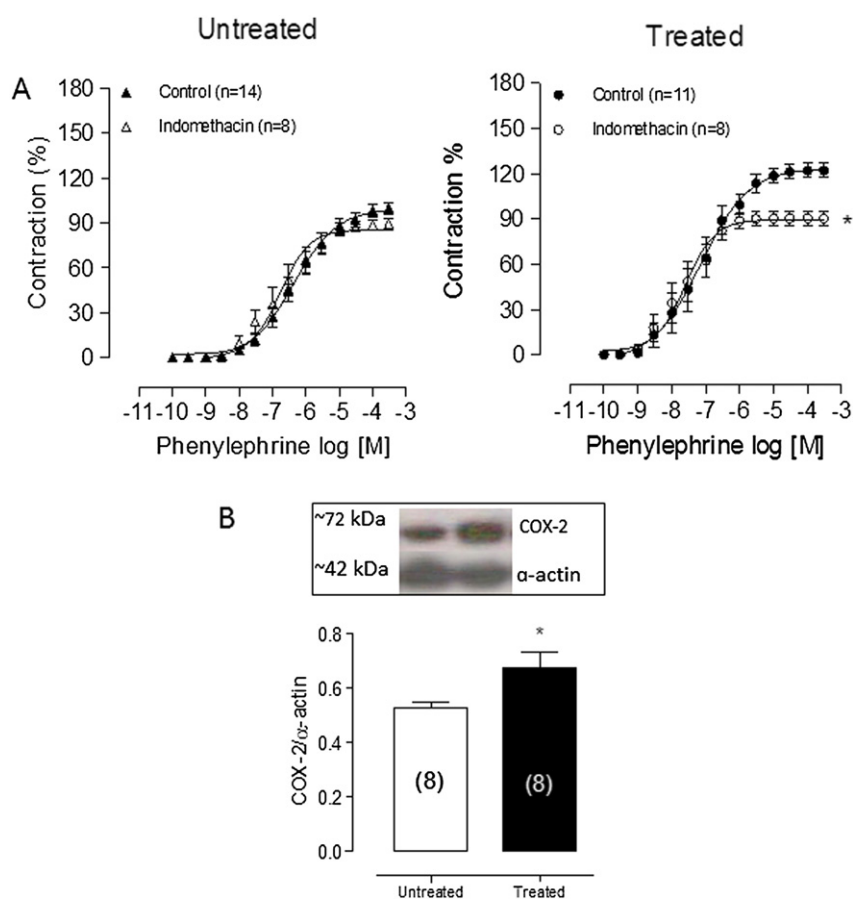 Untreated
Treated
A
Contraction (%)
180
150
120
90
60
30
0
Control (n=14)
Indomethacin (n=8)
-11 -10 -9 -8 -7 -6 -5 -4 -3
Phenylephrine log [M]
Contraction %
180
150
120
90
60
30
0
Control (n=11)
Indomethacin (n=8)
*
-11 -10 -9 -8 -7 -6 -5 -4 -3
Phenylephrine log [M]
B
~72 kDa COX-2
~42 kDa α-actin
COX-2/α-actin
0.8
0.6
0.4
0.2
0.0
*
(8) (8)
Untreated Treated